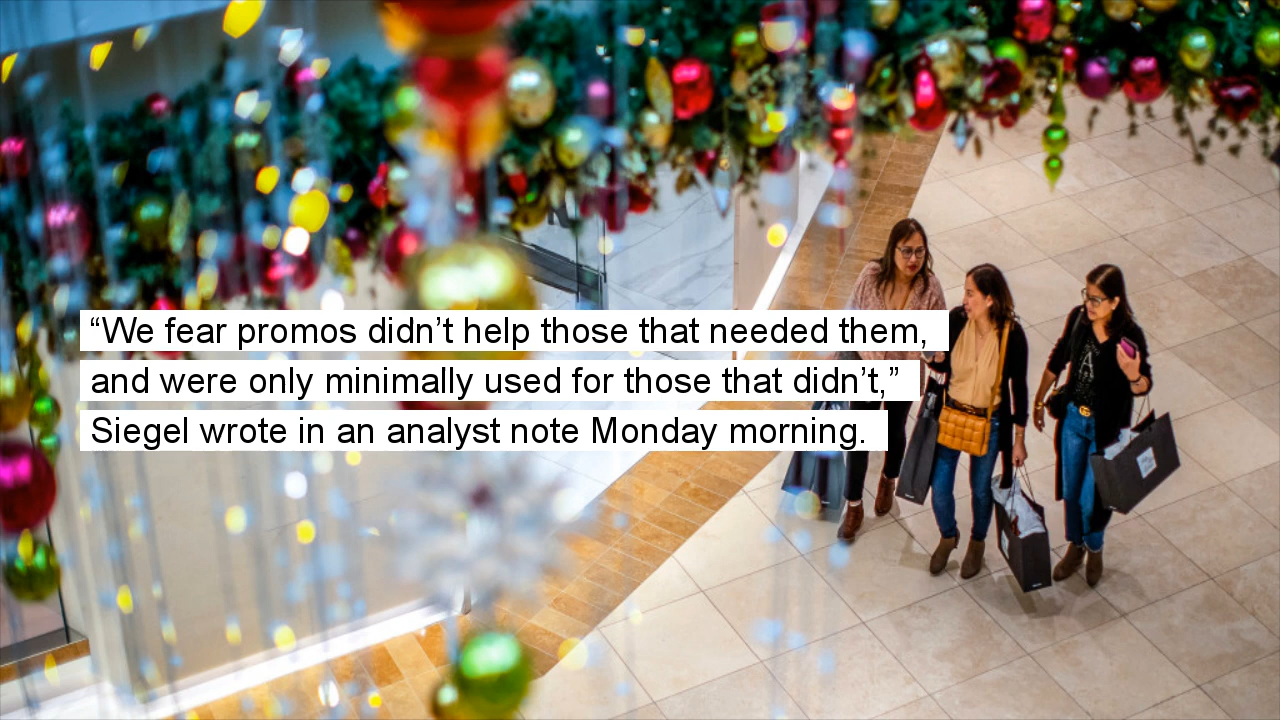 “We fear promos didn’t help those that needed them,
and were only minimally used for those that didn’t,”
Siegel wrote in an analyst note Monday morning.